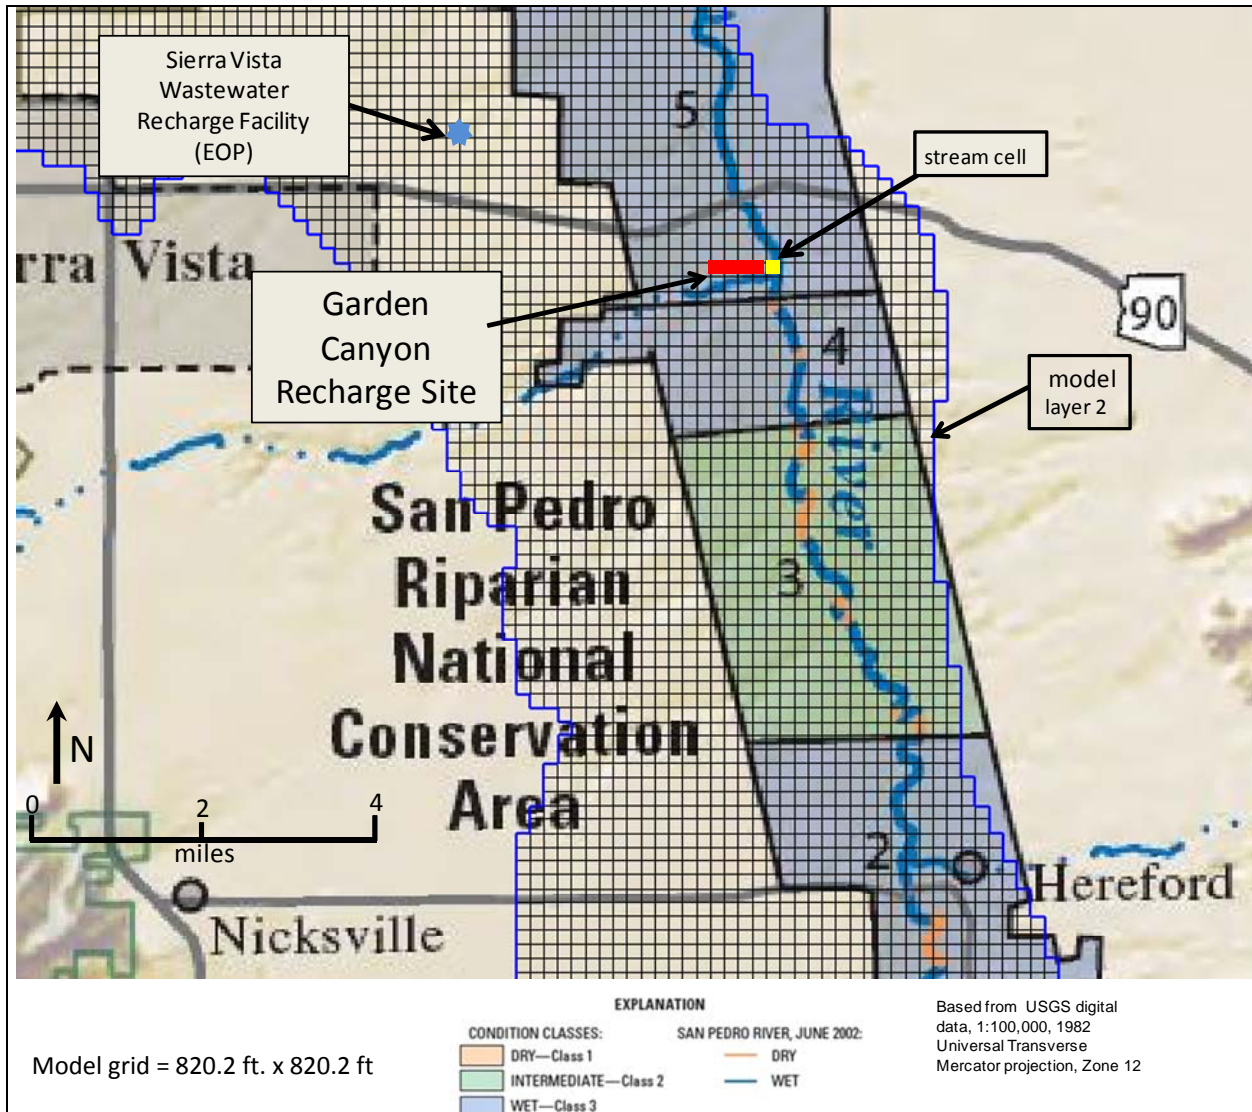 Sierra Vista
Wastewater
Recharge Facility
(EOP)
5
stream cell
rra Vista
Garden
Canyon
Recharge Site
90
4
River
model
layer 2
San Pedro
Riparian
National
Conservation
Area
3
N
0 2 4
miles
2
Hereford
Nicksville
EXPLANATION
CONDITION CLASSES:
DRY—Class 1
INTERMEDIATE—Class 2
WET—Class 3
SAN PEDRO RIVER, JUNE 2002:
DRY
WET
Based from USGS digital
data, 1:100,000, 1982
Universal Transverse
Mercator projection, Zone 12
Model grid = 820.2 ft. x 820.2 ft